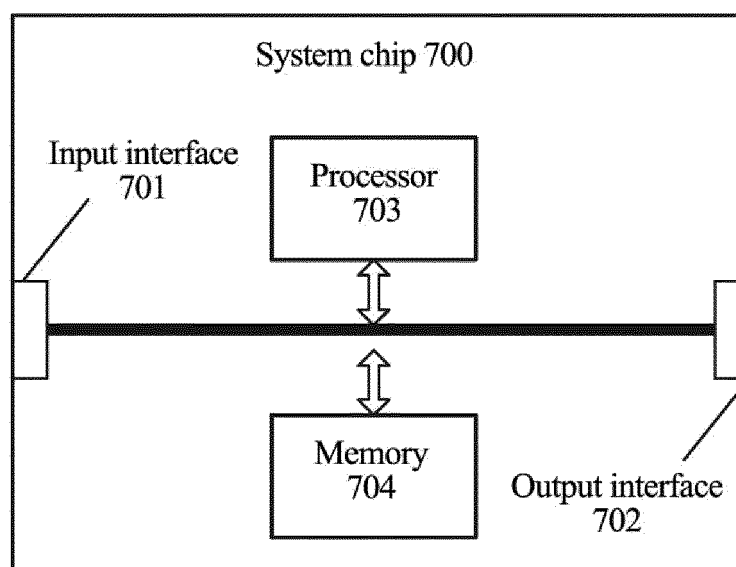 System chip 700
Input interface
701
Processor
703
Memory
704
Output interface
702